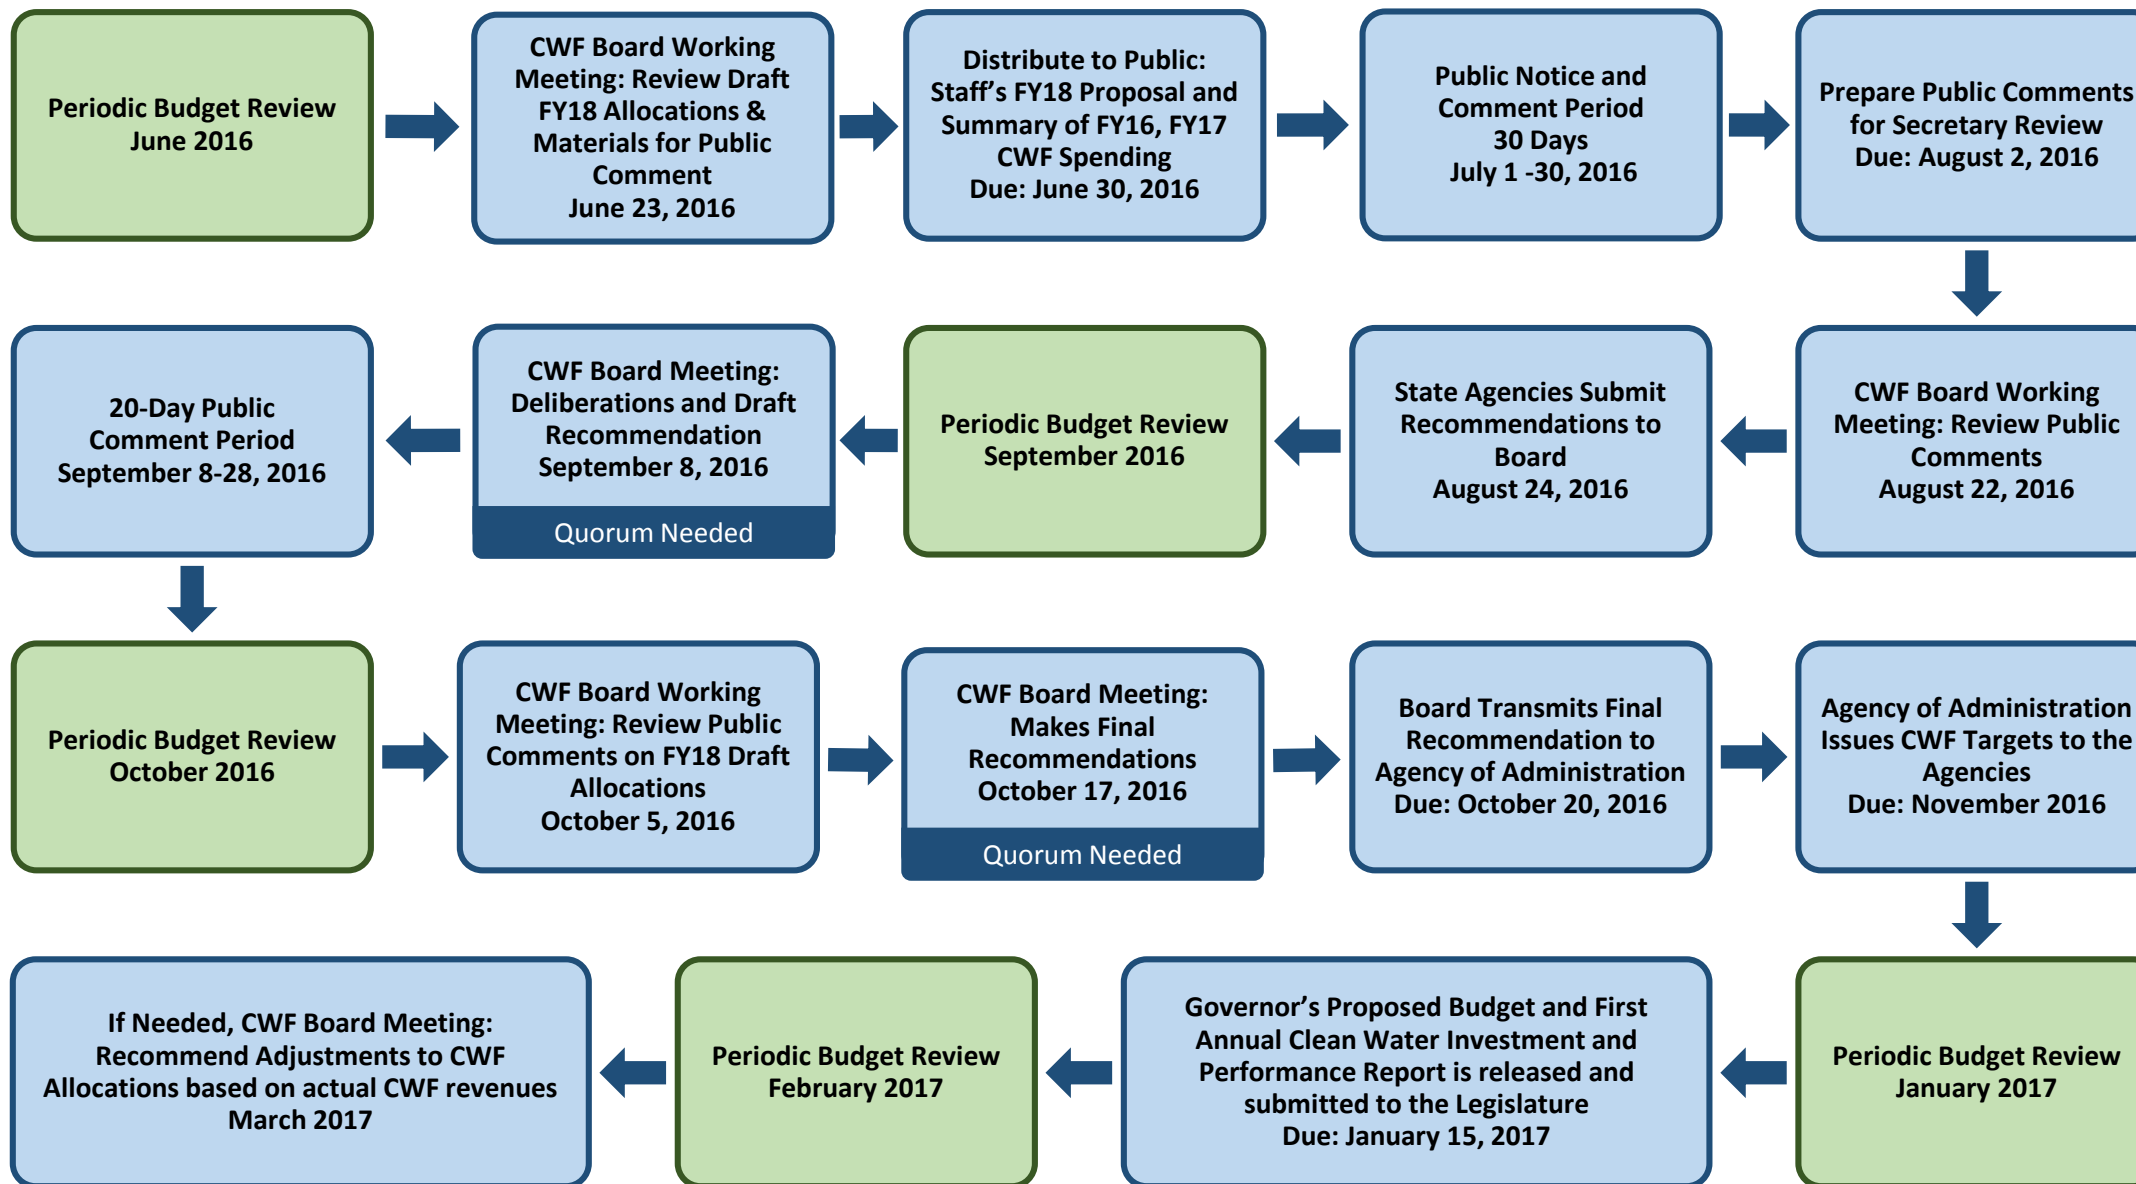 Periodic Budget Review
June 2016
CWF Board Working
Meeting: Review Draft
FY18 Allocations &
Materials for Public
Comment
June 23, 2016
Distribute to Public:
Staff’s FY18 Proposal and
Summary of FY16, FY17
CWF Spending
Due: June 30, 2016
Public Notice and
Comment Period
30 Days
July 1 -30, 2016
Prepare Public Comments
for Secretary Review
Due: August 2, 2016
CWF Board Working
Meeting: Review Public
Comments
August 22, 2016
State Agencies Submit
Recommendations to
Board
August 24, 2016
Periodic Budget Review
September 2016
CWF Board Meeting:
Deliberations and Draft
Recommendation
September 8, 2016
Quorum Needed
20-Day Public
Comment Period
September 8-28, 2016
Periodic Budget Review
October 2016
CWF Board Working
Meeting: Review Public
Comments on FY18 Draft
Allocations
October 5, 2016
CWF Board Meeting:
Makes Final
Recommendations
October 17, 2016
Quorum Needed
Board Transmits Final
Recommendation to
Agency of Administration
Due: October 20, 2016
Agency of Administration
Issues CWF Targets to the
Agencies
Due: November 2016
Periodic Budget Review
January 2017
Governor’s Proposed Budget and First
Annual Clean Water Investment and
Performance Report is released and
submitted to the Legislature
Due: January 15, 2017
Periodic Budget Review
February 2017
If Needed, CWF Board Meeting:
Recommend Adjustments to CWF
Allocations based on actual CWF revenues
March 2017